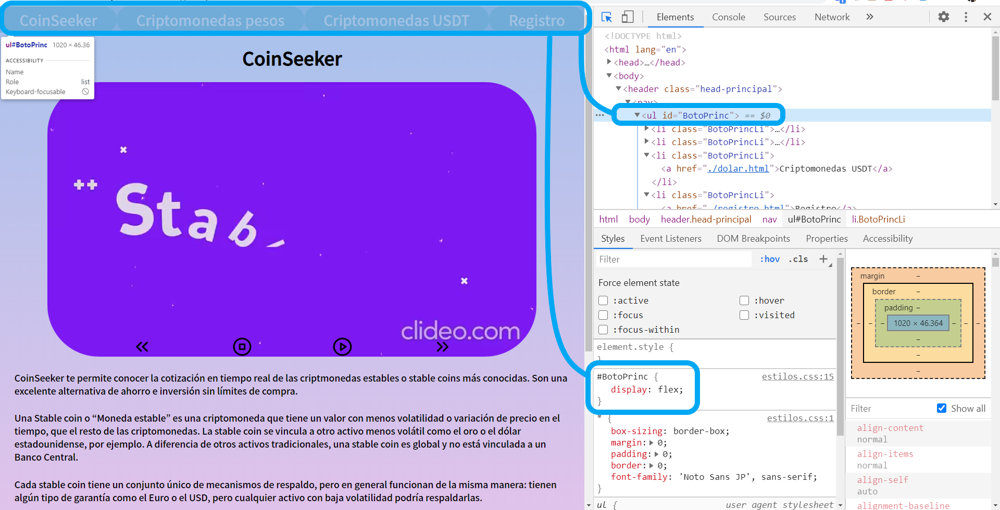 CoinSeeker Criptomonedas pesos Criptomonedas USDT Registro
ul#BotoPrinc 1020 × 46.36
ACCESSIBILITY
Name
Role list
Keyboard-focusable
CoinSeeker
++ Stab
clideo.com
CoinSeeker te permite conocer la cotización en tiempo real de las criptmonedas estables o stable coins más conocidas. Son una
excelente alternativa de ahorro e inversión sin límites de compra.
Una Stable coin o “Moneda estable” es una criptomoneda que tiene un valor con menos volatilidad o variación de precio en el
tiempo, que el resto de las criptomonedas. La stable coin se vincula a otro activo menos volátil como el oro o el dólar
estadounidense, por ejemplo. A diferencia de otros activos tradicionales, una stable coin es global y no está vinculada a un
Banco Central.
Cada stable coin tiene un conjunto único de mecanismos de respaldo, pero en general funcionan de la misma manera: tienen
algún tipo de garantía como el Euro o el USD, pero cualquier activo con baja volatilidad podría respaldarlas.
Elements Console Sources Network »
<!DOCTYPE html>
<html lang="en">
<head>…</head>
<body>
<header class="head-principal">
<nav>
<ul id="BotoPrinc"> == $0
<li class="BotoPrincLi">…</li>
<li class="BotoPrincLi">…</li>
<li class="BotoPrincLi">
<a href="./dolar.html">Criptomonedas USDT</a>
</li>
<li class="BotoPrincLi">
<a href="./registro.html">Registro</a>
html body header.head-principal nav ul#BotoPrinc li.BotoPrincLi
Styles Event Listeners DOM Breakpoints Properties Accessibility
Filter :hov .cls +
Force element state
:active :hover
:focus :visited
:focus-within
element.style {
}
#BotoPrinc { estilos.css:15
display: flex;
}
* { estilos.css:1
box-sizing: border-box;
margin: 0;
padding: 0;
border: 0;
font-family: 'Noto Sans JP', sans-serif;
}
ul { user agent stylesheet
margin –
border –
padding –
– – – 1020 × 46.364 – – –
–
–
–
Filter Show all
align-content
normal
align-items
normal
align-self
auto
alignment-baseline